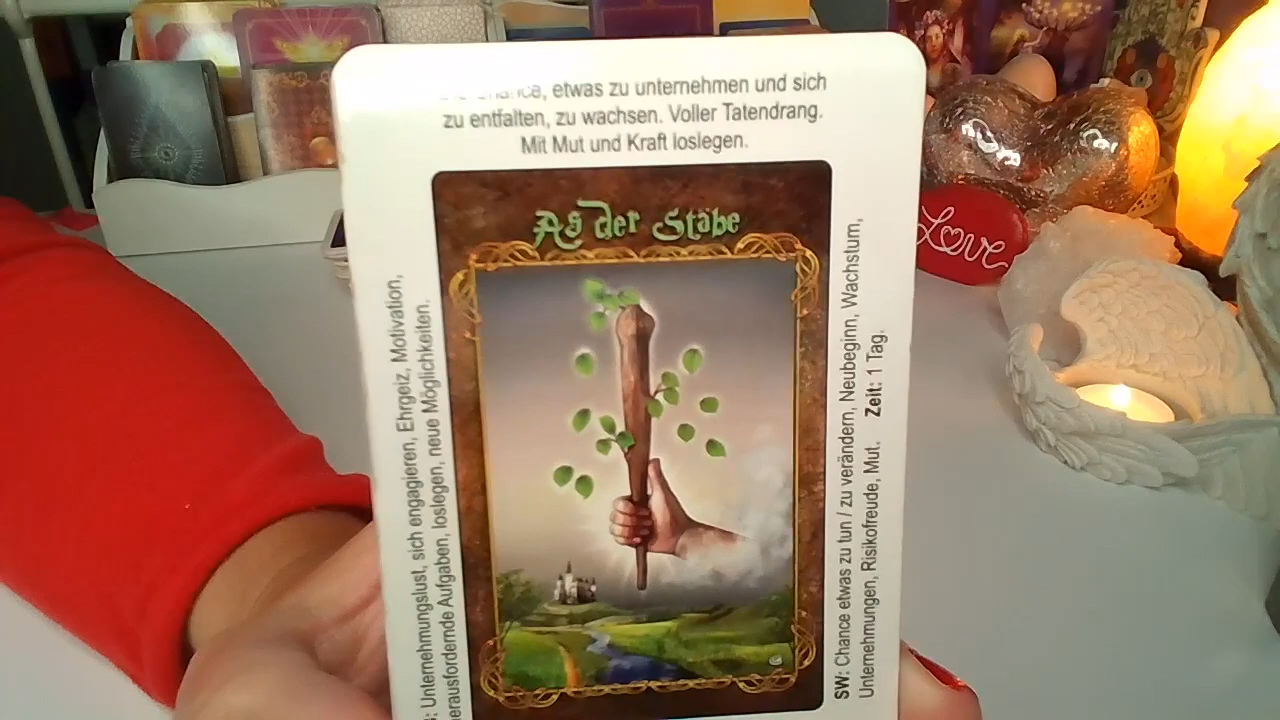 etwas zu unternehmen und sich
zu entfalten, zu wachsen. Voller Tatendrang.
Mit Mut und Kraft loslegen.
As der Stäbe
Unternehmungslust, sich engagieren, Ehrgeiz, Motivation,
herausfordernde Aufgaben, loslegen, neue Möglichkeiten.
SW: Chance etwas zu tun / zu verändern, Neubeginn, Wachstum,
Unternehmungen, Risikofreude, Mut. Zeit: 1 Tag.
Love